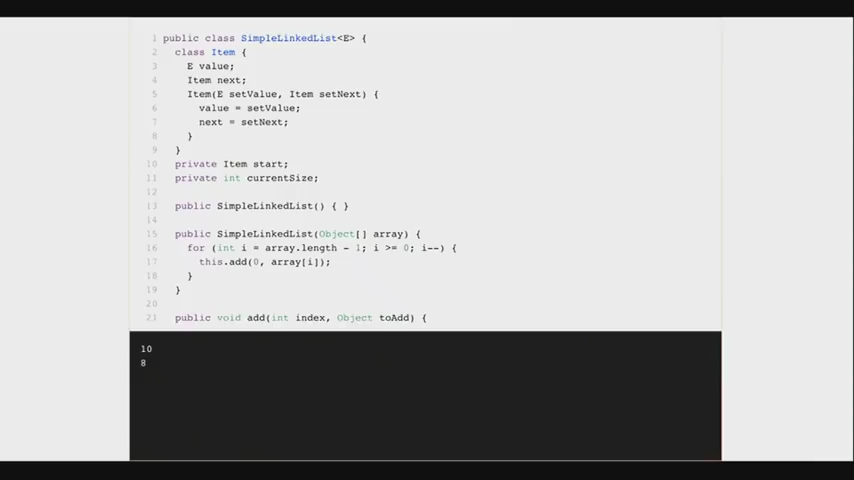 1 public class SimpleLinkedList<E> {
2 class Item {
3 E value;
4 Item next;
5 Item(E setValue, Item setNext) {
6 value = setValue;
7 next = setNext;
8 }
9 }
10 private Item start;
11 private int currentSize;
12
13 public SimpleLinkedList() { }
14
15 public SimpleLinkedList(Object[] array) {
16 for (int i = array.length - 1; i >= 0; i--) {
17 this.add(0, array[i]);
18 }
19 }
20
21 public void add(int index, Object toAdd) {
10
8